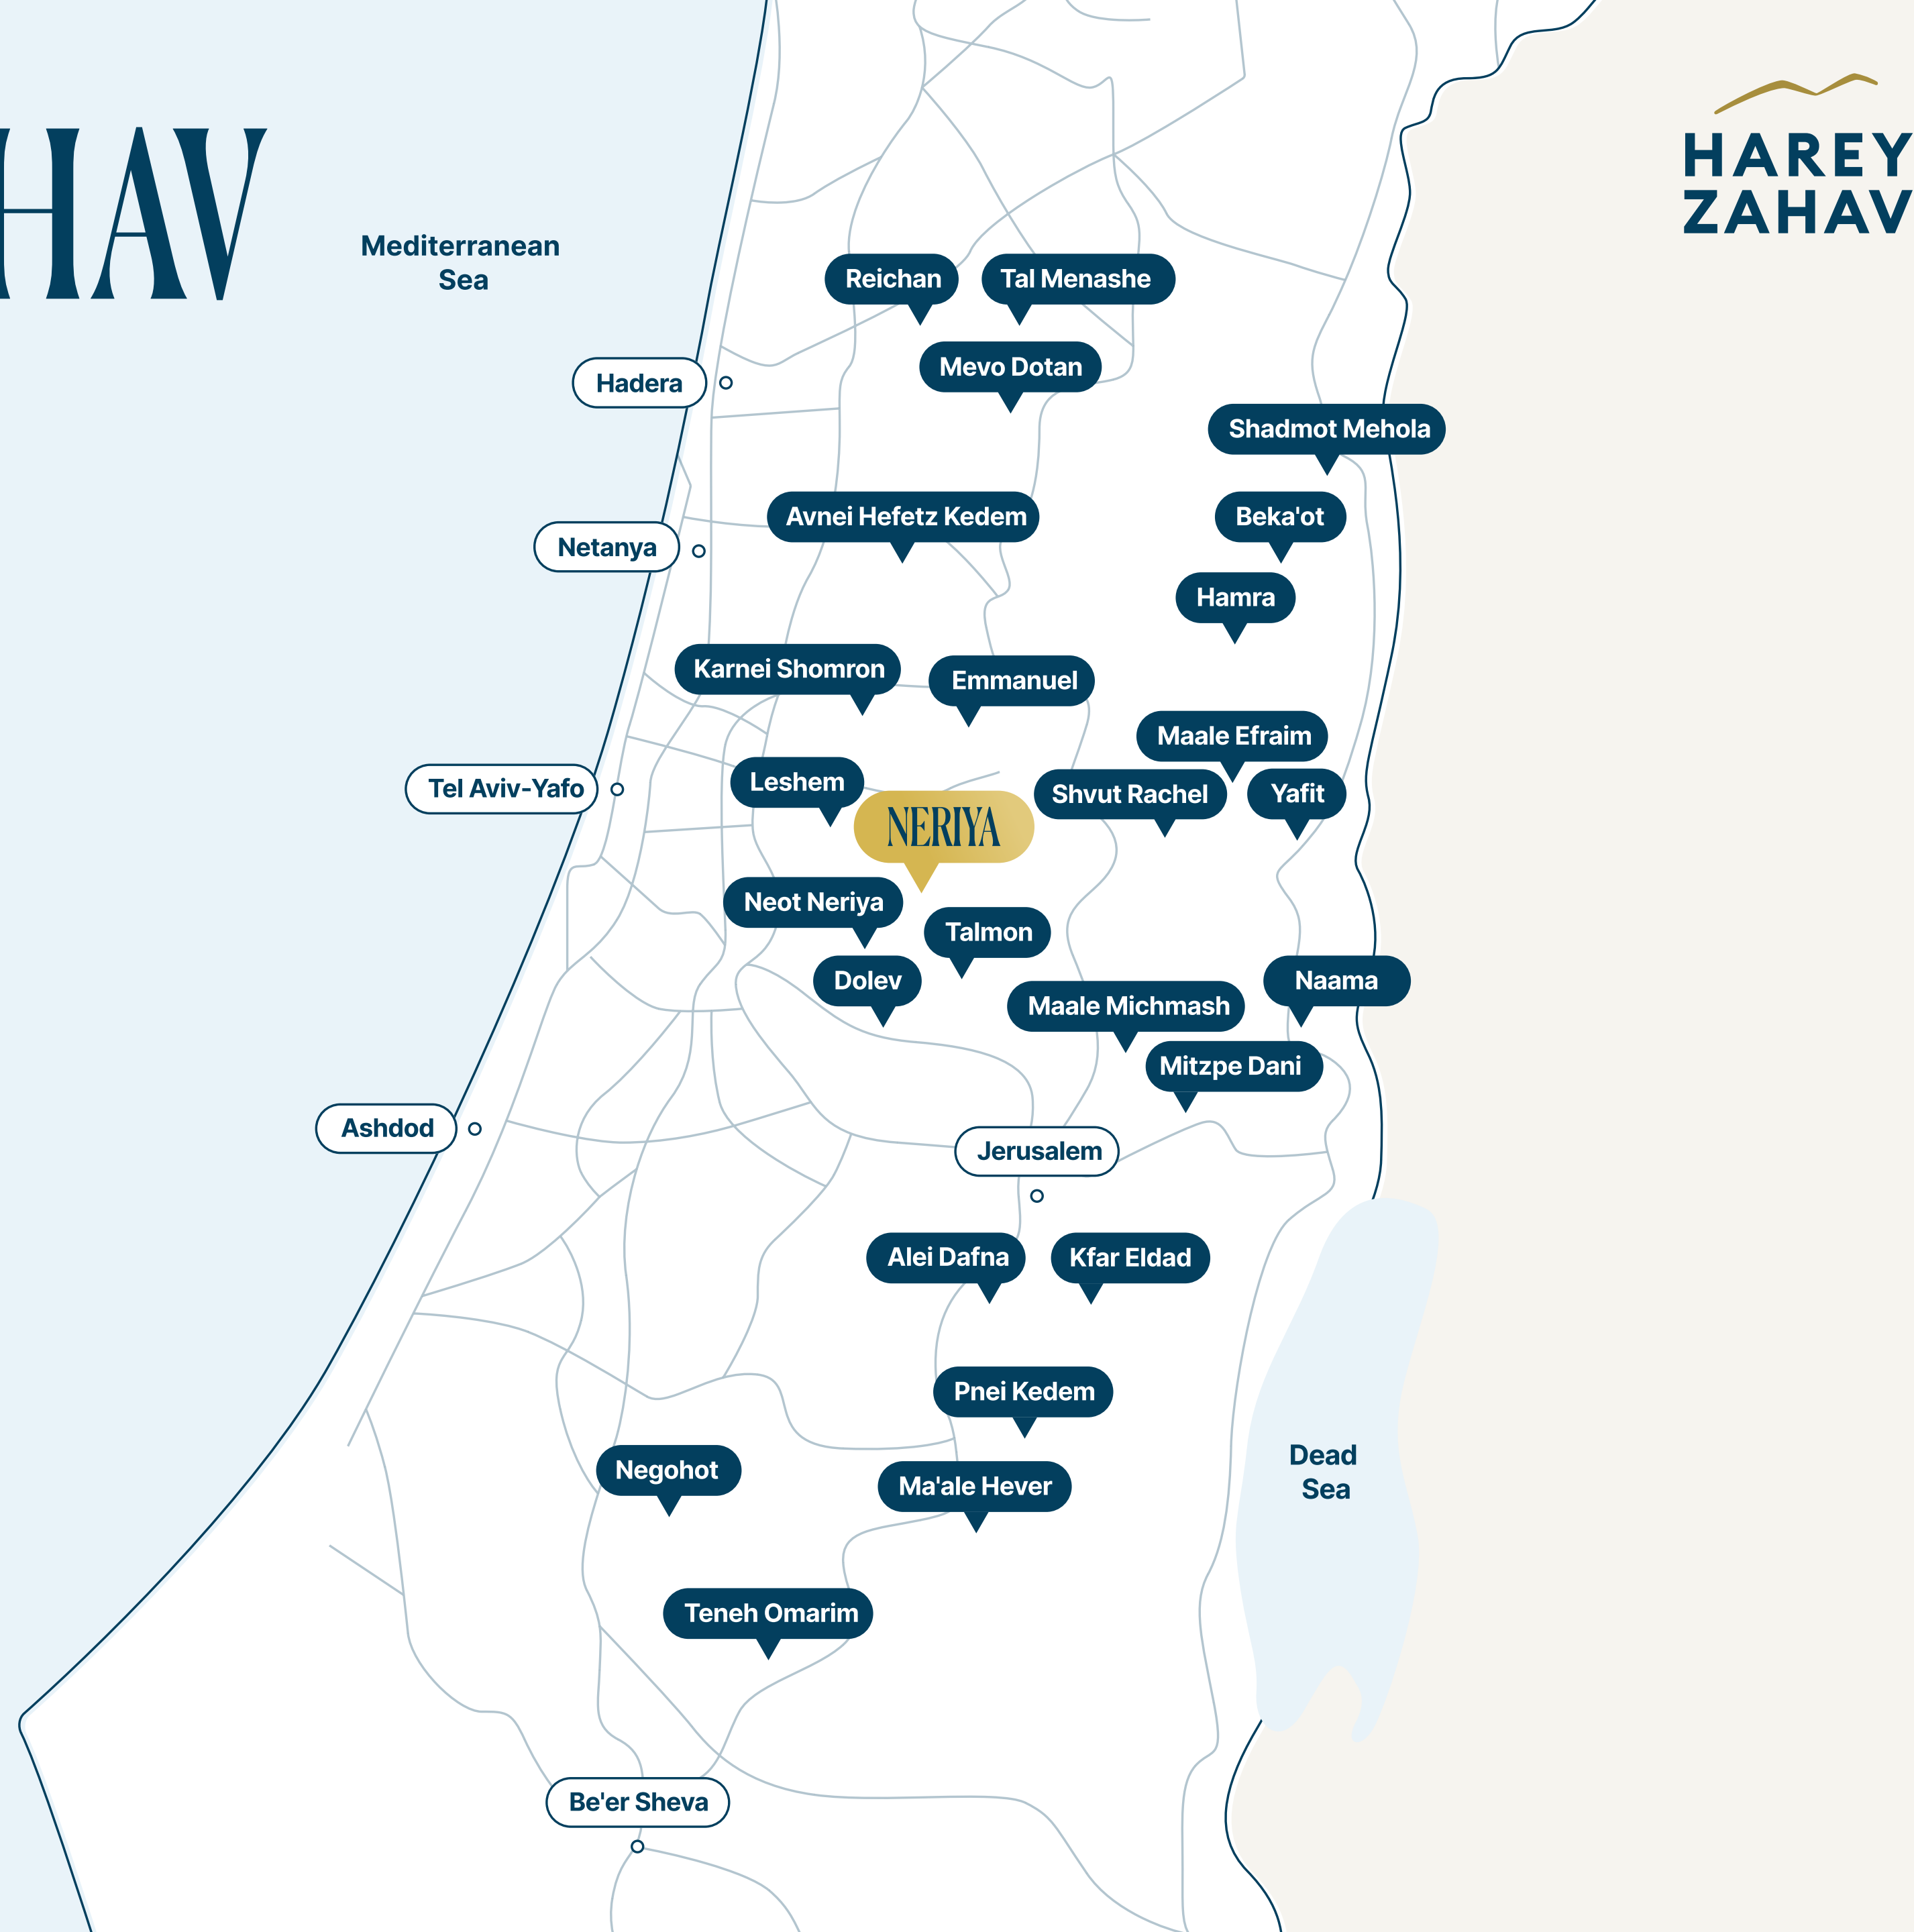 HAV
HAREY
ZAHAV
Mediterranean
Sea
Reichan
Tal Menashe
Mevo Dotan
Hadera
Shadmot Mehola
Avnei Hefetz Kedem
Beka'ot
Netanya
Hamra
Karnei Shomron
Emmanuel
Maale Efraim
Leshem
Tel Aviv-Yafo
Shvut Rachel
Yafit
NERIYA
Neot Neriya
Talmon
Dolev
Naama
Maale Michmash
Mitzpe Dani
Ashdod
Jerusalem
Alei Dafna
Kfar Eldad
Pnei Kedem
Dead
Sea
Negohot
Ma'ale Hever
Teneh Omarim
Be'er Sheva